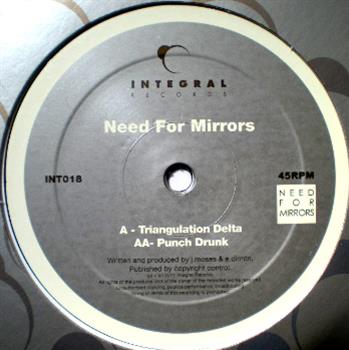 INTEGRAL
RECORDS
Need For Mirrors
INT018
45RPM
NEED
FOR
MIRRORS
A - Triangulation Delta
AA- Punch Drunk
Written and produced by j.moses &
Published by copyright control.